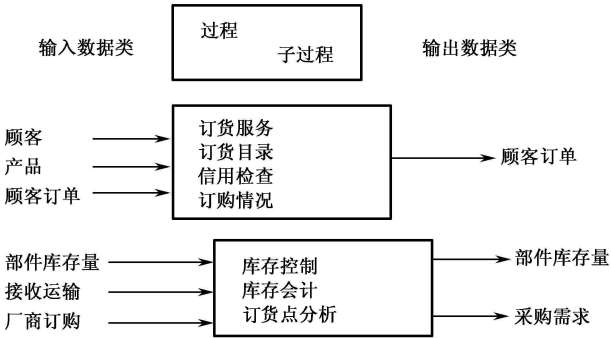 过程
输入数据类 子过程 输出数据类
订货服务
顾客
订货目录 顾客订单
产品
信用检查
顾客订单 订购情况
部件库存量 库存控制 部件库存量
接收运输 库存会计
厂商订购 订货点分析 采购需求